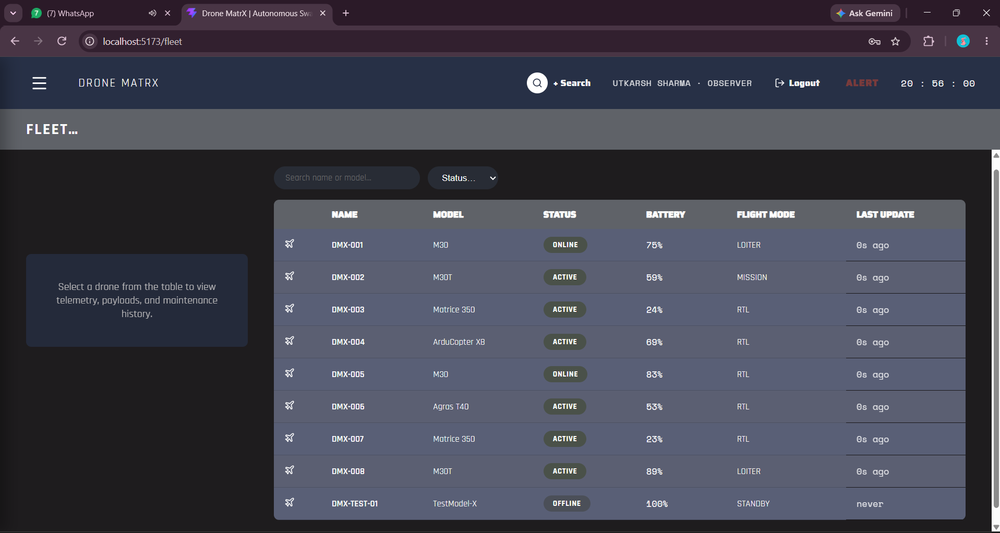 7 (7) WhatsApp
Drone MatrX | Autonomous Swa
Ask Gemini
localhost:5173/fleet
DRONE MATRX
+ Search
UTKARSH SHARMA · OBSERVER
Logout
ALERT
20 : 56 : 00
FLEET...
Search name or model...
Status...
Select a drone from the table to view
telemetry, payloads, and maintenance
history.
NAME MODEL STATUS BATTERY FLIGHT MODE LAST UPDATE
DMX-001 M30 ONLINE 75% LOITER 0s ago
DMX-002 M30T ACTIVE 59% MISSION 0s ago
DMX-003 Matrice 350 ACTIVE 24% RTL 0s ago
DMX-004 ArduCopter X8 ACTIVE 69% RTL 0s ago
DMX-005 M30 ONLINE 83% RTL 0s ago
DMX-006 Agras T40 ACTIVE 53% RTL 0s ago
DMX-007 Matrice 350 ACTIVE 23% RTL 0s ago
DMX-008 M30T ACTIVE 89% LOITER 0s ago
DMX-TEST-01 TestModel-X OFFLINE 100% STANDBY never